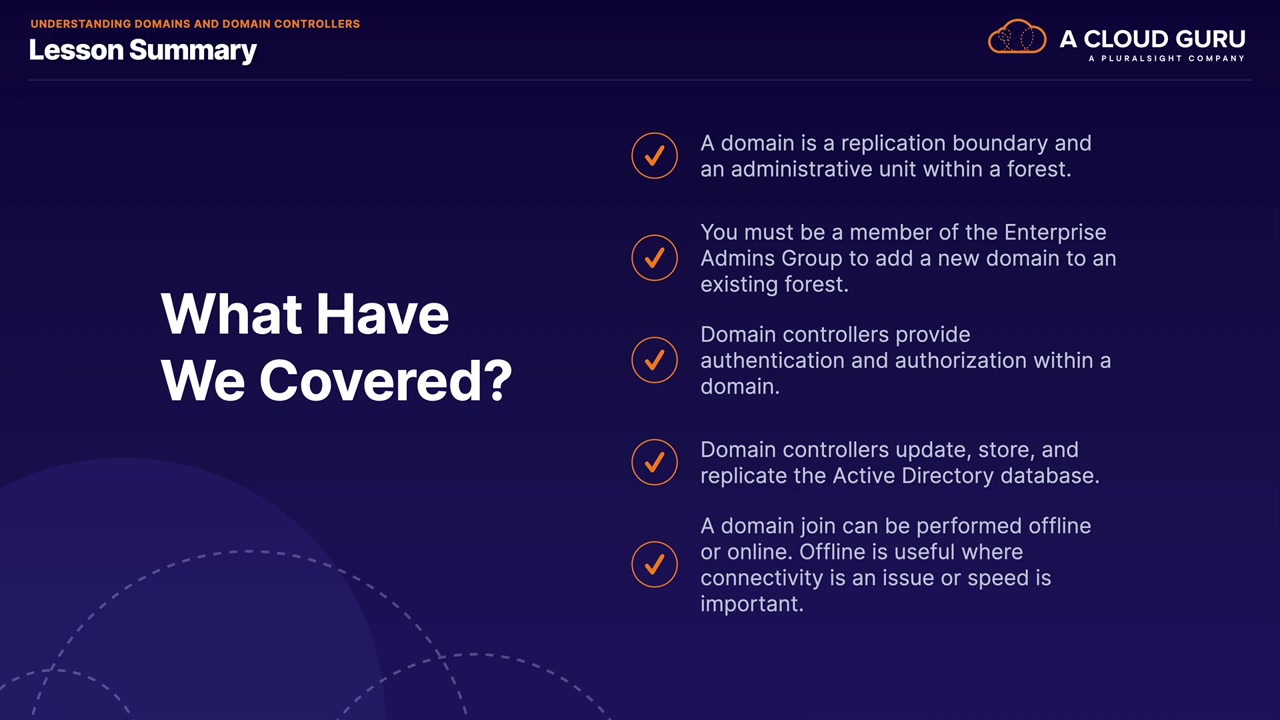 UNDERSTANDING DOMAINS AND DOMAIN CONTROLLERS
Lesson Summary
A CLOUD GURU
A PLURALSIGHT COMPANY
What Have
We Covered?
A domain is a replication boundary and
an administrative unit within a forest.
You must be a member of the Enterprise
Admins Group to add a new domain to an
existing forest.
Domain controllers provide
authentication and authorization within a
domain.
Domain controllers update, store, and
replicate the Active Directory database.
A domain join can be performed offline
or online. Offline is useful where
connectivity is an issue or speed is
important.